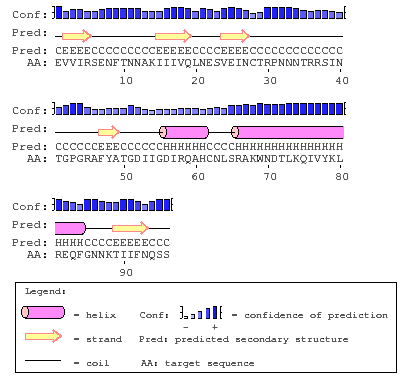 Conf:
Pred:
Pred: CEEEECCCCCCCCCEEEEECCCCEEEECCCCCCCCCCCCC
AA: EVVIRSENFTNNAKIIIVQLNESVEINCTRPNNNTRRSIN
10 20 30 40
Conf:
Pred:
Pred: CCCCCCEEECCCCCCHHHHHHCCCCHHHHHHHHHHHHHHH
AA: TGPGRAFYATGDIIGDIRQAHCNLSRAKWNDTLKQIVYKL
50 60 70 80
Conf:
Pred:
Pred: HHHHCCCCEEEEECCC
AA: REQFGNNKTIIFNQSS
90
Legend:
= helix Conf: = confidence of prediction
- +
= strand Pred: predicted secondary structure
= coil AA: target sequence